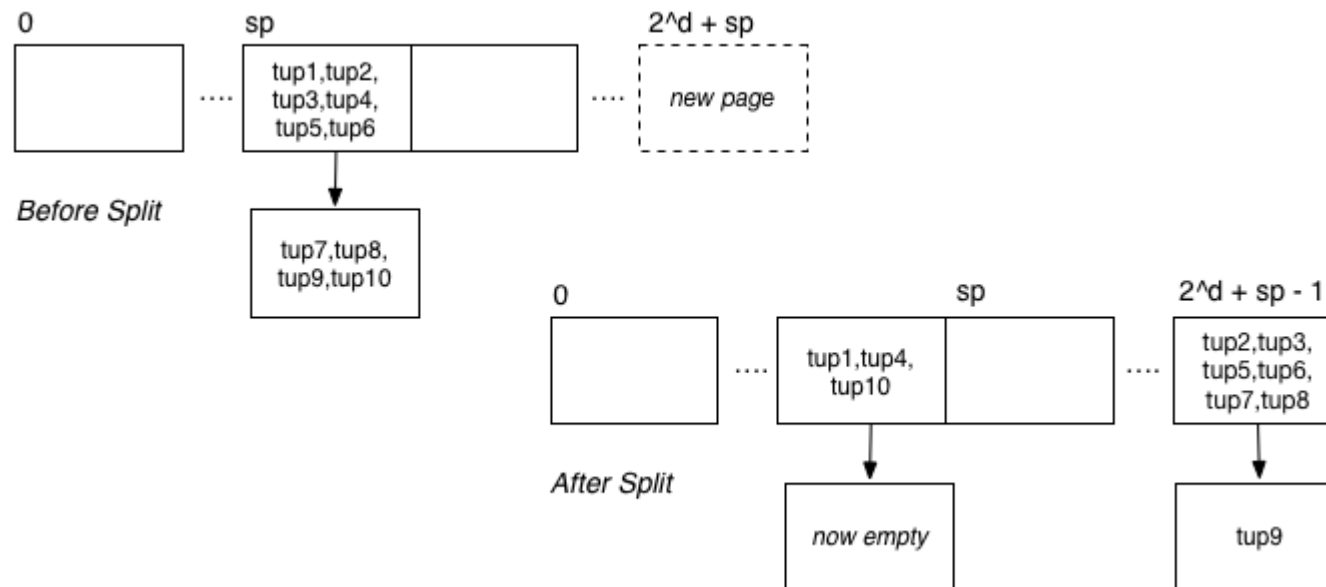 0
sp
2^d + sp
tup1,tup2,
tup3,tup4,
tup5,tup6
....
....
new page
Before Split
tup7,tup8,
tup9,tup10
0
sp
2^d + sp - 1
....
tup1,tup4,
tup10
....
tup2,tup3,
tup5,tup6,
tup7,tup8
After Split
now empty
tup9